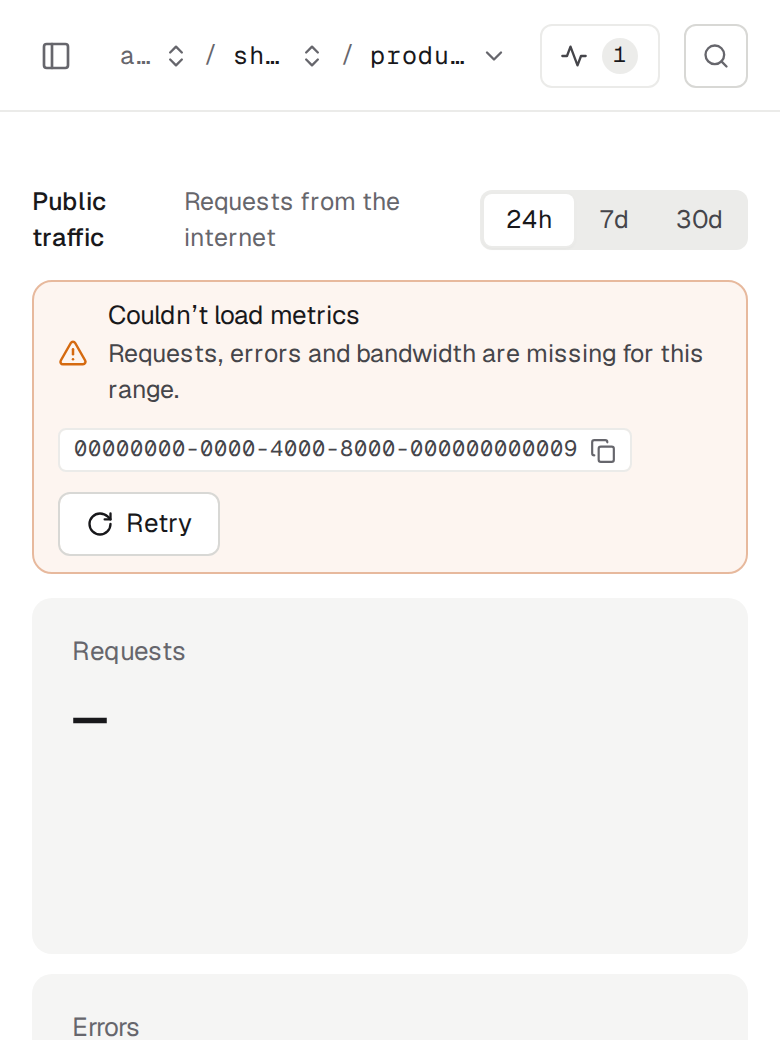 a… / sh… / produ… 1
Public traffic
Requests from the internet
24h 7d 30d
Couldn’t load metrics
Requests, errors and bandwidth are missing for this
range.
00000000-0000-4000-8000-000000000009
Retry
Requests
—
Errors